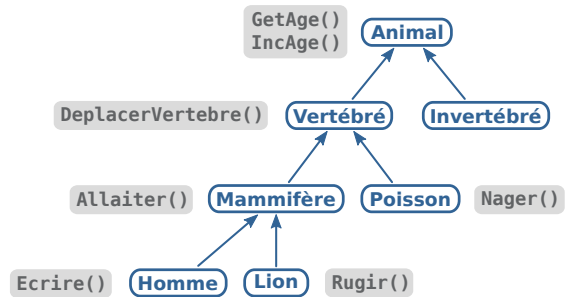 GetAge()
IncAge()
Animal
DeplacerVertebre()
Vertébré
Invertébré
Allaiter()
Mammifère
Poisson
Nager()
Ecrire()
Homme
Lion
Rugir()